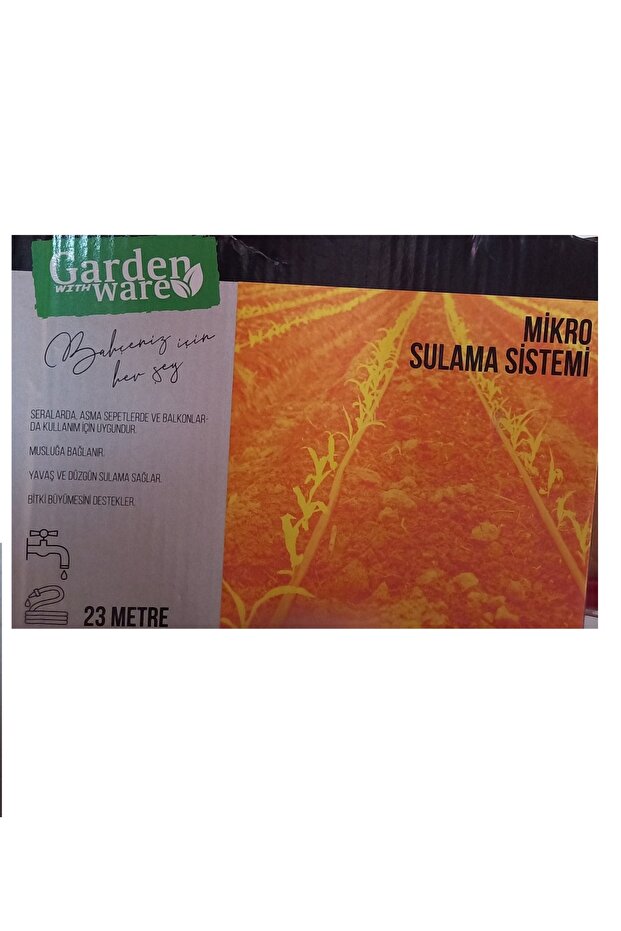 Garden
WITH ware
Bahçeniz için
her şey
MİKRO
SULAMA SİSTEMİ
SERALARDA, ASMA SEPETLERDE VE BALKONLAR-
DA KULLANIM İÇİN UYGUNDUR.
MUSLUĞA BAĞLANIR.
YAVAŞ VE DÜZGÜN SULAMA SAĞLAR.
BİTKİ BÜYÜMESİNİ DESTEKLER.
23 METRE